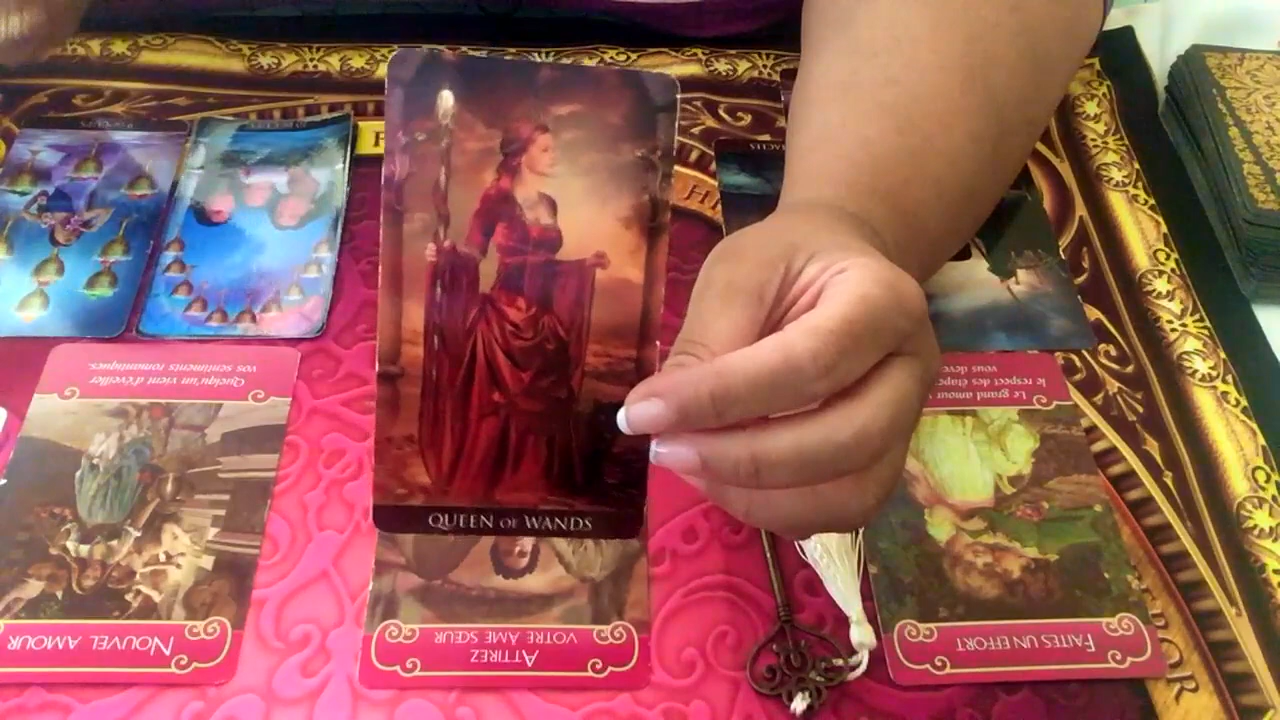 QUEEN OF WANDS
Quelqu'un vient d'éveiller
vos sentiments romantiques.
NOUVEL AMOUR
ATTIREZ
VOTRE ÂME SŒUR
Le grand amour
le respect des
vous
FAITES UN EFFORT